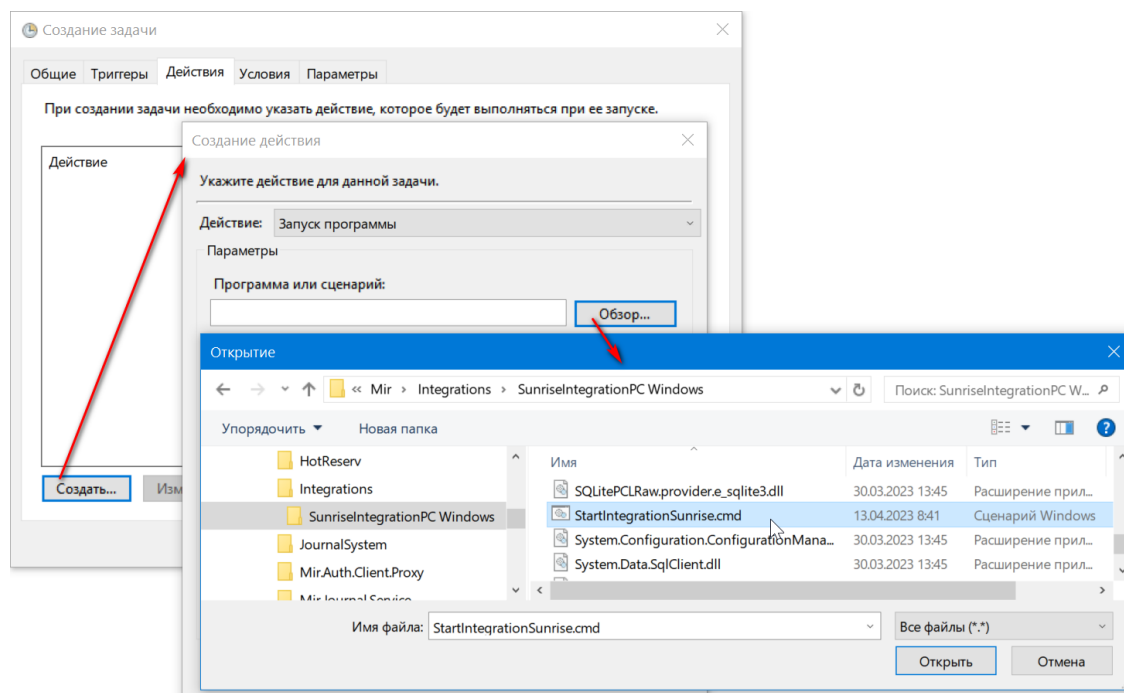 Создание задачи
Общие Триггеры Действия Условия Параметры
При создании задачи необходимо указать действие, которое будет выполняться при ее запуске.
Действие
Создание действия
Укажите действие для данной задачи.
Действие: Запуск программы
Параметры
Программа или сценарий:
Обзор...
Создать... Изм
Открытие
« Mir › Integrations › SunriseIntegrationPC Windows
Поиск: SunriseIntegrationPC W...
Упорядочить Новая папка
HotReserv
Integrations
SunriseIntegrationPC Windows
JournalSystem
Mir.Auth.Client.Proxy
Mir.Journal.Service
Имя Дата изменения Тип
SQLitePCLRaw.provider.e_sqlite3.dll 30.03.2023 13:45 Расширение прил...
StartIntegrationSunrise.cmd 13.04.2023 8:41 Сценарий Windows
System.Configuration.ConfigurationMana... 30.03.2023 13:45 Расширение прил...
System.Data.SqlClient.dll 30.03.2023 13:45 Расширение прил...
Имя файла: StartIntegrationSunrise.cmd Все файлы (*.*)
Открыть Отмена